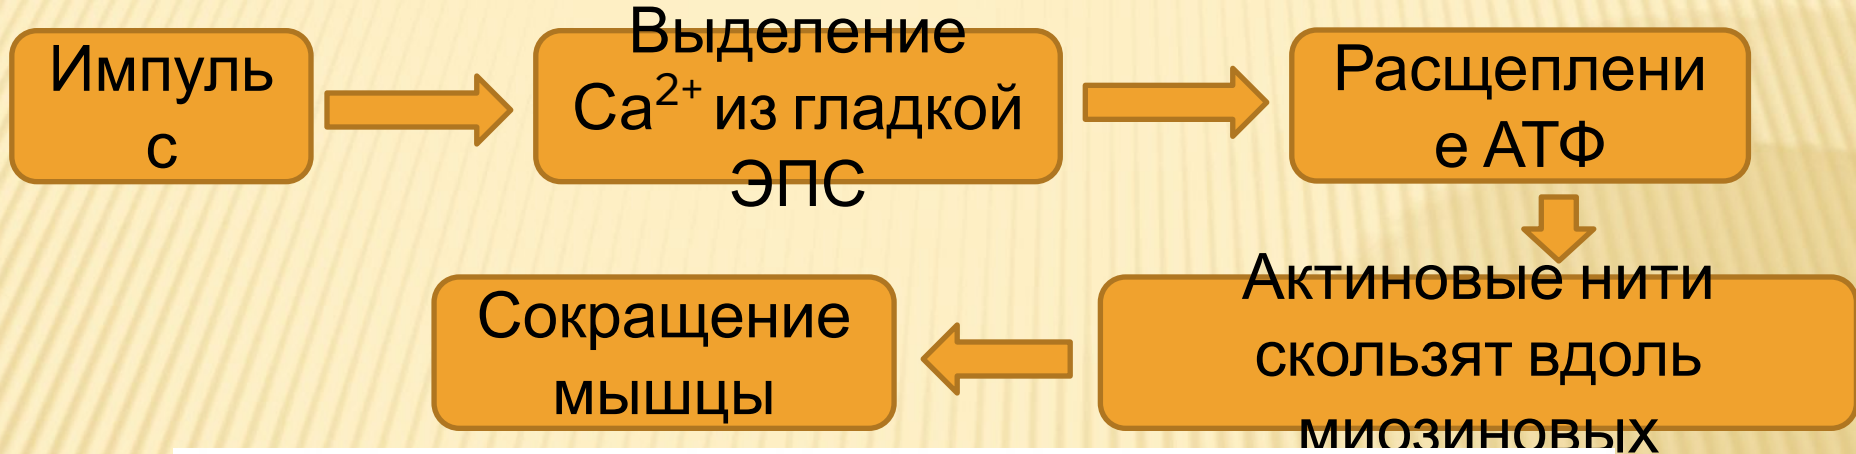 Импуль
с
Выделение
Ca²⁺ из гладкой
ЭПС
Расщеплени
е АТФ
Актиновые нити
скользят вдоль
миозиновых
Сокращение
мышцы